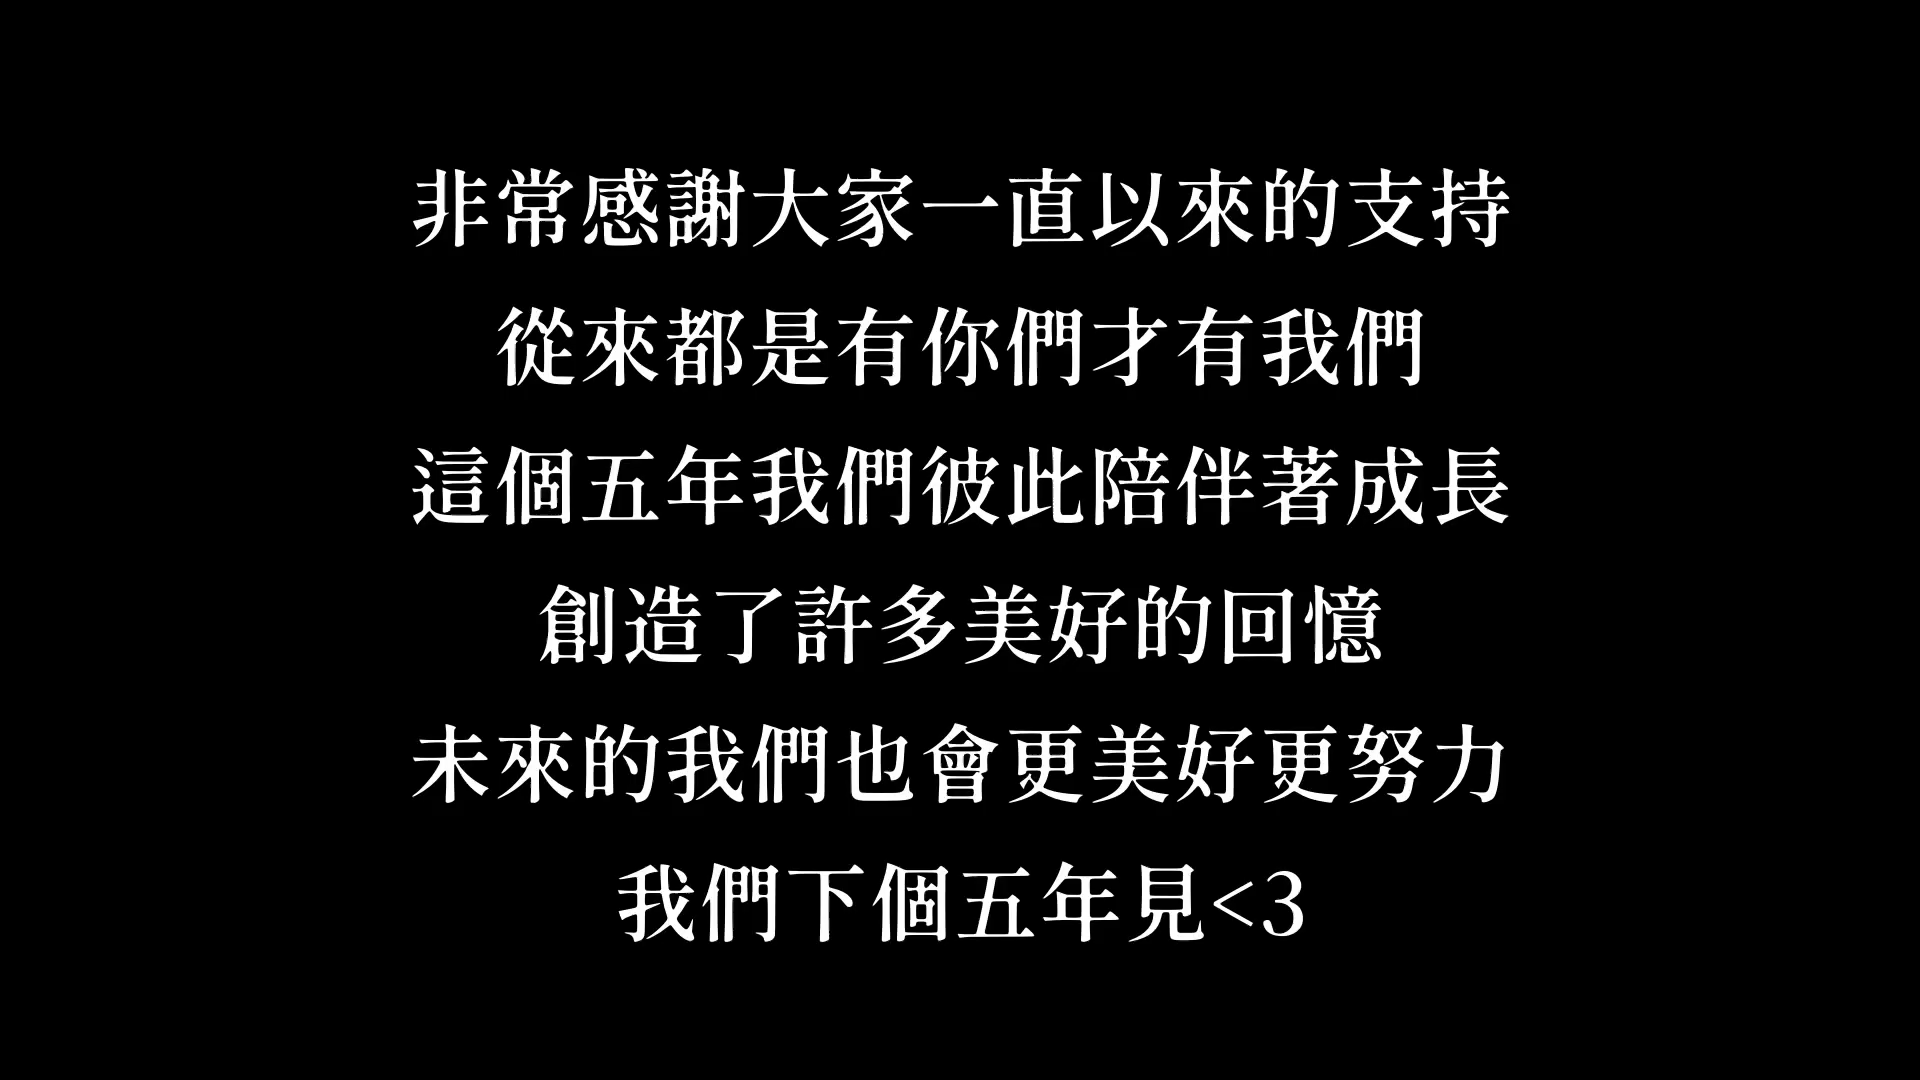 非常感謝大家一直以來的支持
從來都是有你們才有我們
這個五年我們彼此陪伴著成長
創造了許多美好的回憶
未來的我們也會更美好更努力
我們下個五年見<3